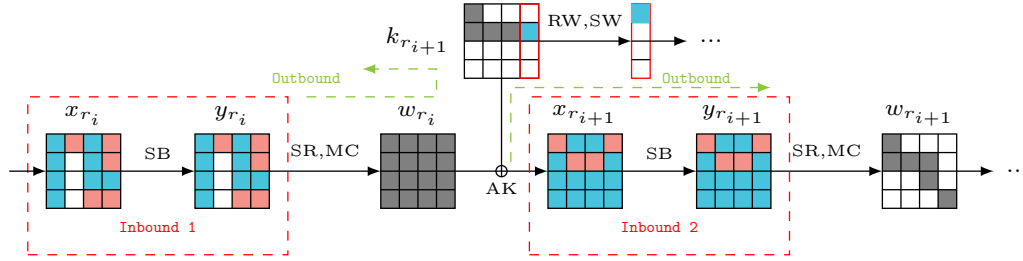 RW,SW
...
k_{r_{i+1}}
Outbound
Outbound
x_{r_i}
y_{r_i}
w_{r_i}
x_{r_{i+1}}
y_{r_{i+1}}
w_{r_{i+1}}
SB
SR,MC
AK
SB
SR,MC
...
Inbound 1
Inbound 2